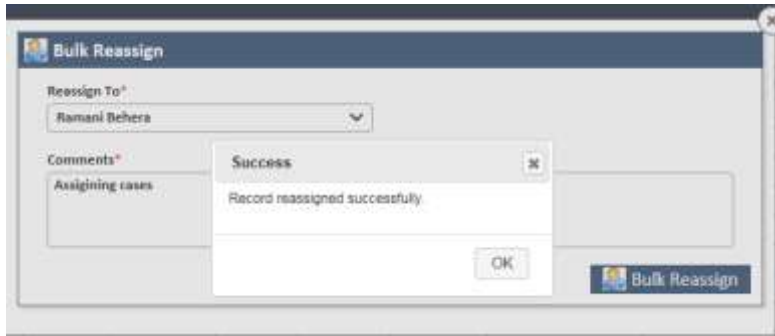 Bulk Reassign
Reassign To*
Ramani Behera
Comments*
Assigining cases
Success
Record reassigned successfully.
OK
Bulk Reassign